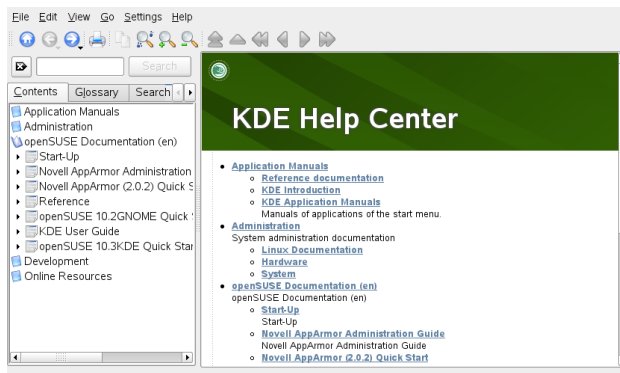 File Edit View Go Settings Help
Search
Contents Glossary Search
Application Manuals
Administration
openSUSE Documentation (en)
Start-Up
Novell AppArmor Administration
Novell AppArmor (2.0.2) Quick S
Reference
openSUSE 10.2GNOME Quick
KDE User Guide
openSUSE 10.3KDE Quick Star
Development
Online Resources
KDE Help Center
Application Manuals
Reference documentation
KDE Introduction
KDE Application Manuals
Manuals of applications of the start menu.
Administration
System administration documentation
Linux Documentation
Hardware
System
openSUSE Documentation (en)
openSUSE Documentation (en)
Start-Up
Start-Up
Novell AppArmor Administration Guide
Novell AppArmor Administration Guide
Novell AppArmor (2.0.2) Quick Start